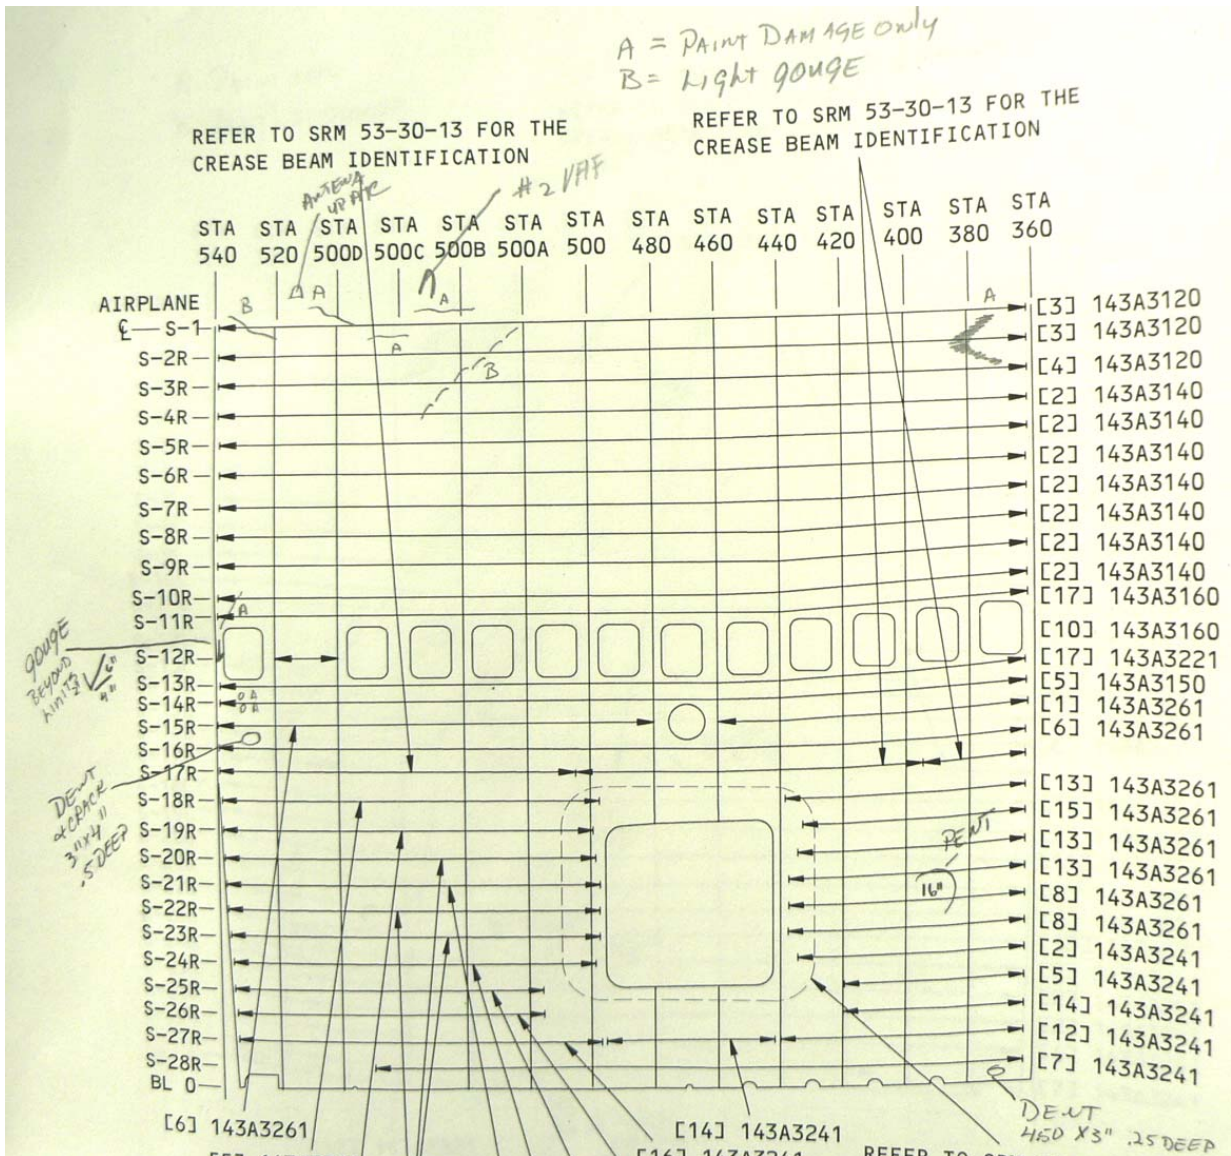 A = PAINT DAMAGE ONLY
B = LIGHT GOUGE
REFER TO SRM 53-30-13 FOR THE
CREASE BEAM IDENTIFICATION
REFER TO SRM 53-30-13 FOR THE
CREASE BEAM IDENTIFICATION
ANTENA
#2 VHF
STA STA STA STA STA STA STA STA STA STA STA STA STA STA
540 520 500D 500C 500B 500A 500 480 460 440 420 400 380 360
B A A A
AIRPLANE
℄ S-1 [3] 143A3120
A
[3] 143A3120
S-2R [4] 143A3120
B
S-3R [2] 143A3140
S-4R [2] 143A3140
S-5R [2] 143A3140
S-6R [2] 143A3140
S-7R [2] 143A3140
S-8R [2] 143A3140
S-9R [2] 143A3140
S-10R [17] 143A3160
A
S-11R [10] 143A3160
GOUGE
BEYOND
LIMITS
S-12R [17] 143A3221
S-13R [5] 143A3150
A
S-14R [1] 143A3261
A
S-15R [6] 143A3261
S-16R
S-17R [13] 143A3261
DENT
& CRACK
3"X4"
.5 DEEP
S-18R [15] 143A3261
S-19R [13] 143A3261
DENT
S-20R [13] 143A3261
S-21R [8] 143A3261
16"
S-22R [8] 143A3261
S-23R [2] 143A3241
S-24R [5] 143A3241
S-25R [14] 143A3241
S-26R [12] 143A3241
S-27R [7] 143A3241
S-28R
BL 0
DENT
X3" .25 DEEP
[6] 143A3261
[14] 143A3241
[16] 143A3241
REFER TO